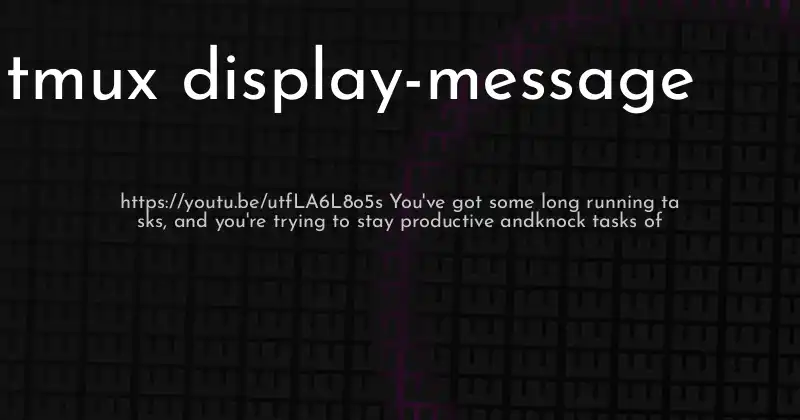 tmux display-message
https://youtu.be/utfLA6L8o5s You've got some long running ta
sks, and you're trying to stay productive andknock tasks of